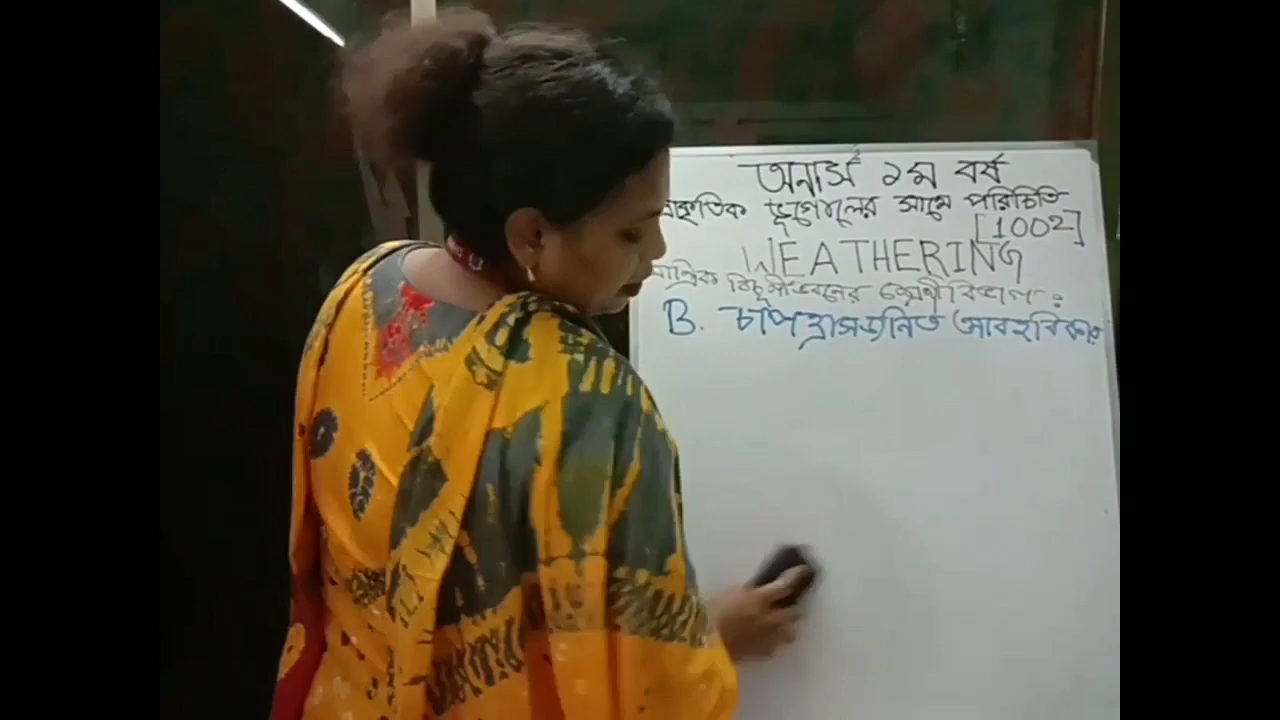 অনার্স ১ম বর্ষ
ভূগোলের সাথে পরিচিতি
[1002]
WEATHERING
বিচূর্ণীভবনের শ্রেণীবিভাগ:
B. চাপহ্রাসজনিত আবহবিকার